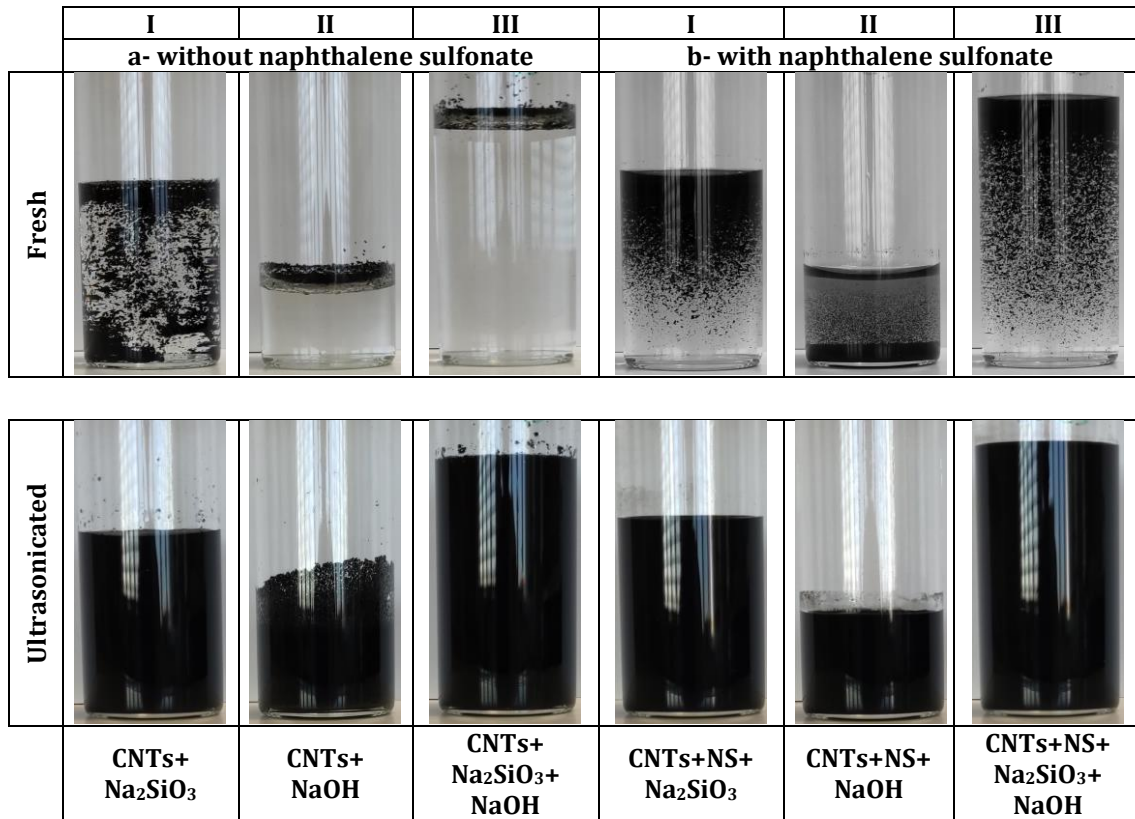 I II III I II III
a- without naphthalene sulfonate b- with naphthalene sulfonate
Fresh
Ultrasonicated
CNTs+
Na₂SiO₃
CNTs+
NaOH
CNTs+
Na₂SiO₃+
NaOH
CNTs+NS+
Na₂SiO₃
CNTs+NS+
NaOH
CNTs+NS+
Na₂SiO₃+
NaOH